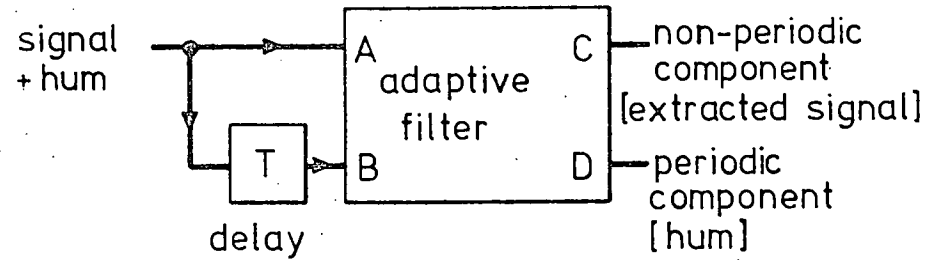 signal
+ hum
A
adaptive
filter
B
C
D
T
delay
non-periodic
component
[extracted signal]
periodic
component
[hum]